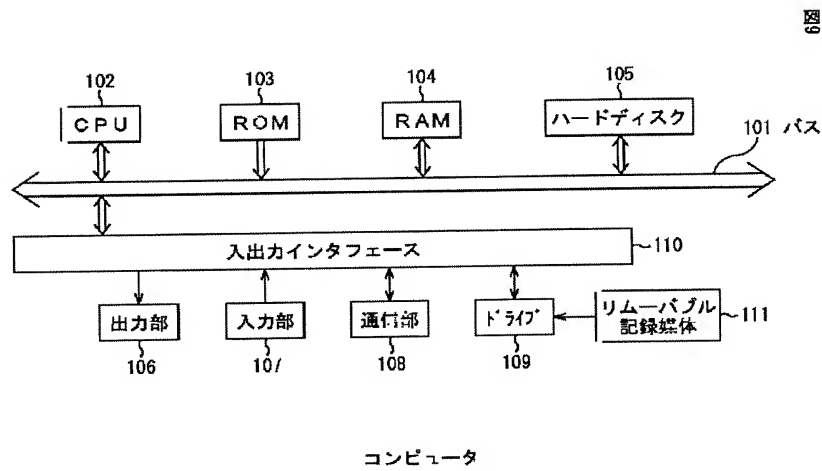 図9
102
103
104
105
CPU
ROM
RAM
ハードディスク
101 バス
入出力インタフェース
110
出力部
入力部
通信部
ドライブ
リムーバブル
記録媒体
111
106
107
108
109
コンピュータ